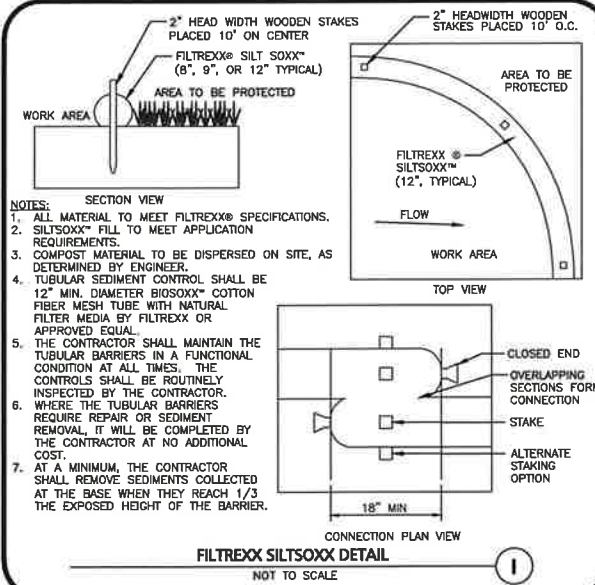 2" HEAD WIDTH WOODEN STAKES
PLACED 10' ON CENTER
FILTREXX® SILT SOXX™
(8", 9", OR 12" TYPICAL)
AREA TO BE PROTECTED
WORK AREA
SECTION VIEW
2" HEADWIDTH WOODEN
STAKES PLACED 10' O.C.
AREA TO BE
PROTECTED
FILTREXX ®
SILTSOXX™
(12", TYPICAL)
FLOW
WORK AREA
TOP VIEW
NOTES:
1. ALL MATERIAL TO MEET FILTREXX® SPECIFICATIONS.
2. SILTSOXX™ FILL TO MEET APPLICATION
REQUIREMENTS.
3. COMPOST MATERIAL TO BE DISPERSED ON SITE, AS
DETERMINED BY ENGINEER.
4. TUBULAR SEDIMENT CONTROL SHALL BE
12" MIN. DIAMETER BIOSOXX™ COTTON
FIBER MESH TUBE WITH NATURAL
FILTER MEDIA BY FILTREXX OR
APPROVED EQUAL.
5. THE CONTRACTOR SHALL MAINTAIN THE
TUBULAR BARRIERS IN A FUNCTIONAL
CONDITION AT ALL TIMES. THE
CONTROLS SHALL BE ROUTINELY
INSPECTED BY THE CONTRACTOR.
6. WHERE THE TUBULAR BARRIERS
REQUIRE REPAIR OR SEDIMENT
REMOVAL, IT WILL BE COMPLETED BY
THE CONTRACTOR AT NO ADDITIONAL
COST.
7. AT A MINIMUM, THE CONTRACTOR
SHALL REMOVE SEDIMENTS COLLECTED
AT THE BASE WHEN THEY REACH 1/3
THE EXPOSED HEIGHT OF THE BARRIER.
CLOSED END
OVERLAPPING
SECTIONS FORM
CONNECTION
STAKE
ALTERNATE
STAKING
OPTION
18" MIN
CONNECTION PLAN VIEW
FILTREXX SILTSOXX DETAIL
NOT TO SCALE
I